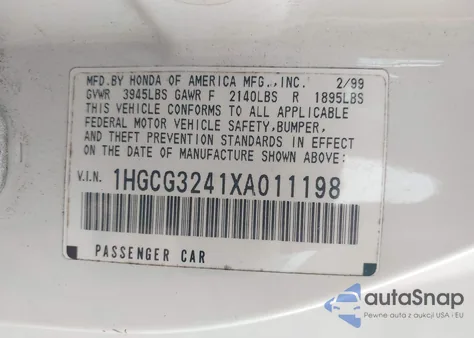 MFD.BY HONDA OF AMERICA MFG.,INC. 2/99
GVWR 3945LBS GAWR F 2140LBS R 1895LBS
THIS VEHICLE CONFORMS TO ALL APPLICABLE
FEDERAL MOTOR VEHICLE SAFETY,BUMPER,
AND THEFT PREVENTION STANDARDS IN EFFECT
ON THE DATE OF MANUFACTURE SHOWN ABOVE:
V.I.N. 1HGCG3241XA011198
PASSENGER CAR
autoSnap
Pewne auta z aukcji USA i EU